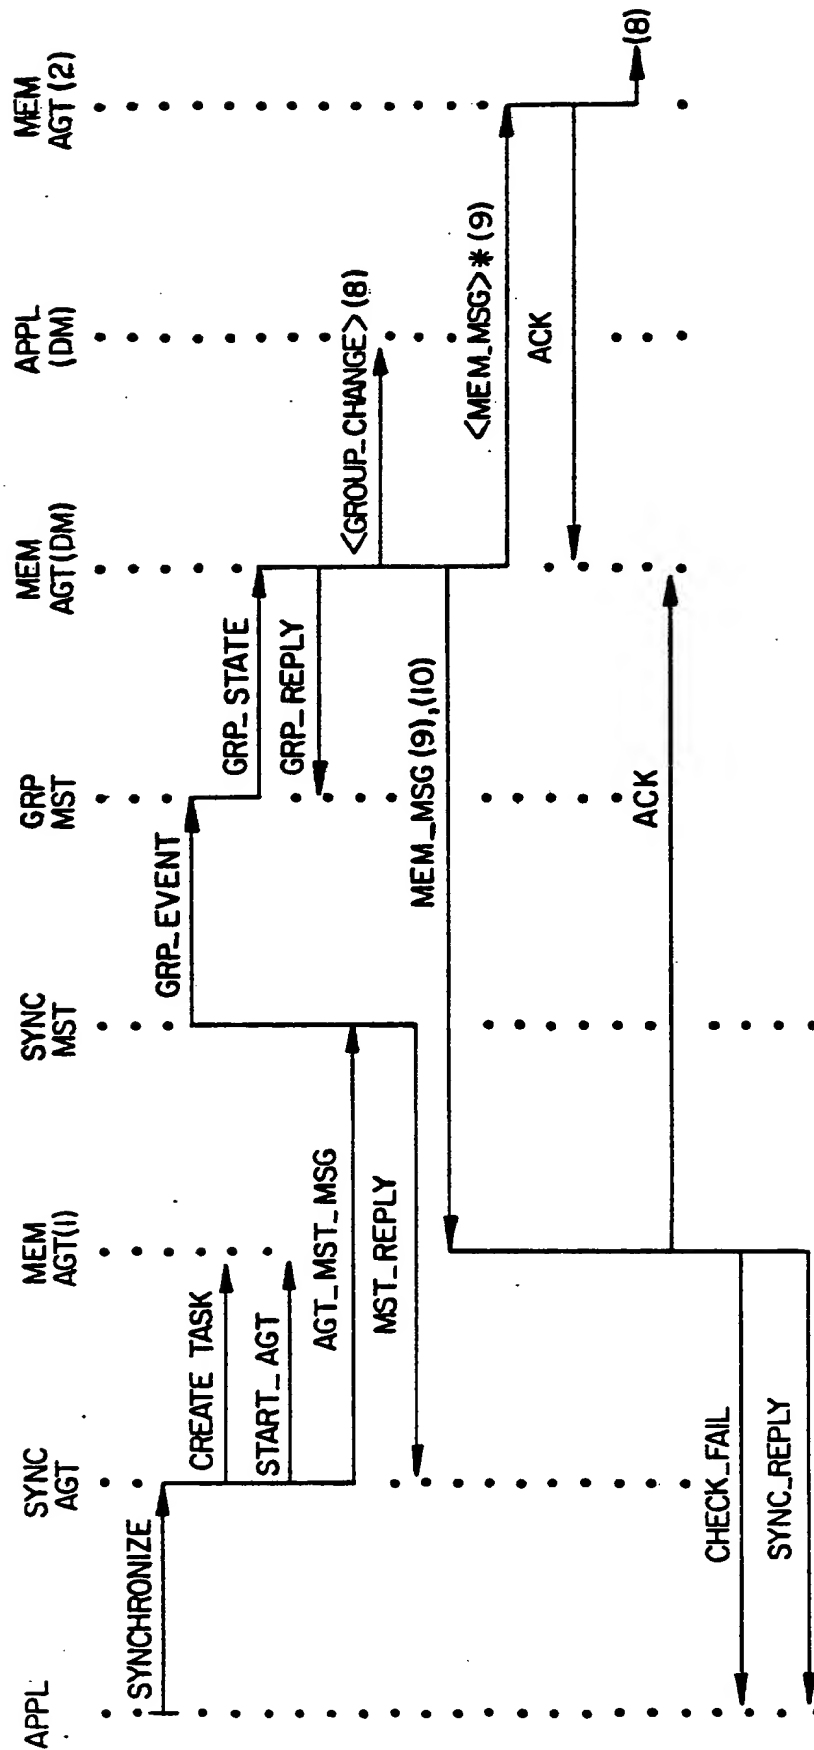 APPL
SYNC
AGT
MEM
AGT(1)
SYNC
MST
GRP
MST
MEM
AGT(DM)
APPL
(DM)
MEM
AGT(2)
SYNCHRONIZE
GRP_EVENT
CREATE TASK
GRP_STATE
START_AGT
GRP_REPLY
AGT_MST_MSG
<GROUP_CHANGE>(8)
MST_REPLY
MEM_MSG(9),(10)
<MEM_MSG>*(9)
ACK
(8)
ACK
CHECK_FAIL
SYNC_REPLY